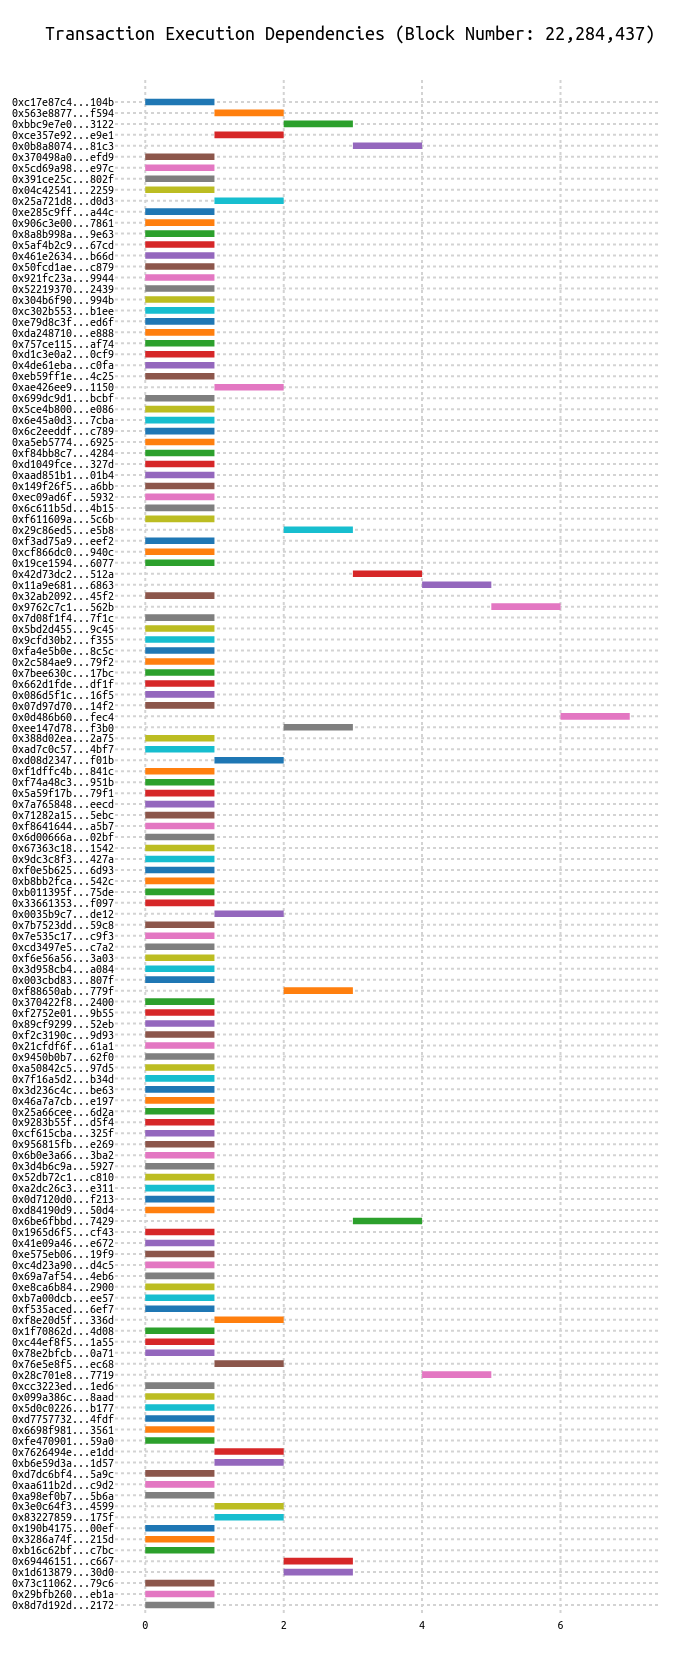 Transaction Execution Dependencies (Block Number: 22,284,437)
0xc17e87c4...104b
0x563e8877...f594
0xbbc9e7e0...3122
0xce357e92...e9e1
0x0b8a8074...81c3
0x370498a0...efd9
0x5cd69a98...e97c
0x391ce25c...802f
0x04c42541...2259
0x25a721d8...d0d3
0xe285c9ff...a44c
0x906c3e00...7861
0x8a8b998a...9e63
0x5af4b2c9...67cd
0x461e2634...b66d
0x50fcd1ae...c879
0x921fc23a...9944
0x52219370...2439
0x304b6f90...994b
0xc302b553...b1ee
0xe79d8c3f...ed6f
0xda248710...e888
0x757ce115...af74
0xd1c3e0a2...0cf9
0x4de61eba...c0fa
0xeb59ff1e...4c25
0xae426ee9...1150
0x699dc9d1...bcbf
0x5ce4b800...e086
0x6e45a0d3...7cba
0x6c2eeddf...c789
0xa5eb5774...6925
0xf84bb8c7...4284
0xd1049fce...327d
0xaad851b1...01b4
0x149f26f5...a6bb
0xec09ad6f...5932
0x6c611b5d...4b15
0xf611609a...5c6b
0x29c86ed5...e5b8
0xf3ad75a9...eef2
0xcf866dc0...940c
0x19ce1594...6077
0x42d73dc2...512a
0x11a9e681...6863
0x32ab2092...45f2
0x9762c7c1...562b
0x7d08f1f4...7f1c
0x5bd2d455...9c45
0x9cfd30b2...f355
0xfa4e5b0e...8c5c
0x2c584ae9...79f2
0x7bee630c...17bc
0x662d1fde...df1f
0x086d5f1c...16f5
0x07d97d70...14f2
0x0d486b60...fec4
0xee147d78...f3b0
0x388d02ea...2a75
0xad7c0c57...4bf7
0xd08d2347...f01b
0xf1dffc4b...841c
0xf74a48c3...951b
0x5a59f17b...79f1
0x7a765848...eecd
0x71282a15...5ebc
0xf8641644...a5b7
0x6d00666a...02bf
0x67363c18...1542
0x9dc3c8f3...427a
0xf0e5b625...6d93
0xb8bb2fca...542c
0xb011395f...75de
0x33661353...f097
0x0035b9c7...de12
0x7b7523dd...59c8
0x7e535c17...c9f3
0xcd3497e5...c7a2
0xf6e56a56...3a03
0x3d958cb4...a084
0x003cbd83...807f
0xf88650ab...779f
0x370422f8...2400
0xf2752e01...9b55
0x89cf9299...52eb
0xf2c3190c...9d93
0x21cfdf6f...61a1
0x9450b0b7...62f0
0xa50842c5...97d5
0x7f16a5d2...b34d
0x3d236c4c...be63
0x46a7a7cb...e197
0x25a66cee...6d2a
0x9283b55f...d5f4
0xcf615cba...325f
0x956815fb...e269
0x6b0e3a66...3ba2
0x3d4b6c9a...5927
0x52db72c1...c810
0xa2dc26c3...e311
0x0d7120d0...f213
0xd84190d9...50d4
0x6be6fbbd...7429
0x1965d6f5...cf43
0x41e09a46...e672
0xe575eb06...19f9
0xc4d23a90...d4c5
0x69a7af54...4eb6
0xe8ca6b84...2900
0xb7a00dcb...ee57
0xf535aced...6ef7
0xf8e20d5f...336d
0x1f70862d...4d08
0xc44ef8f5...1a55
0x78e2bfcb...0a71
0x76e5e8f5...ec68
0x28c701e8...7719
0xcc3223ed...1ed6
0x099a386c...8aad
0x5d0c0226...b177
0xd7757732...4fdf
0x6698f981...3561
0xfe470901...59a0
0x7626494e...e1dd
0xb6e59d3a...1d57
0xd7dc6bf4...5a9c
0xaa611b2d...c9d2
0xa98ef0b7...5b6a
0x3e0c64f3...4599
0x83227859...175f
0x190b4175...00ef
0x3286a74f...215d
0xb16c62bf...c7bc
0x69446151...c667
0x1d613879...30d0
0x73c11062...79c6
0x29bfb260...eb1a
0x8d7d192d...2172
0 2 4 6